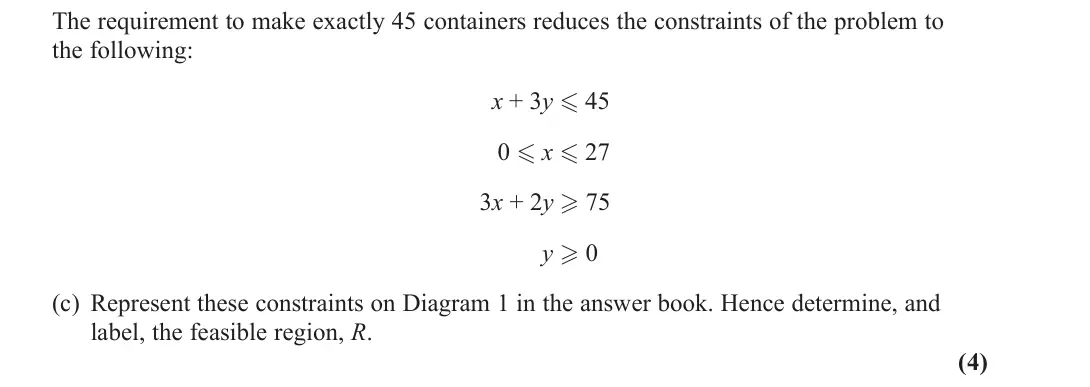 The requirement to make exactly 45 containers reduces the constraints of the problem to
the following:
x + 3y ⩽ 45
0 ⩽ x ⩽ 27
3x + 2y ⩾ 75
y ⩾ 0
(c) Represent these constraints on Diagram 1 in the answer book. Hence determine, and
label, the feasible region, R.
(4)